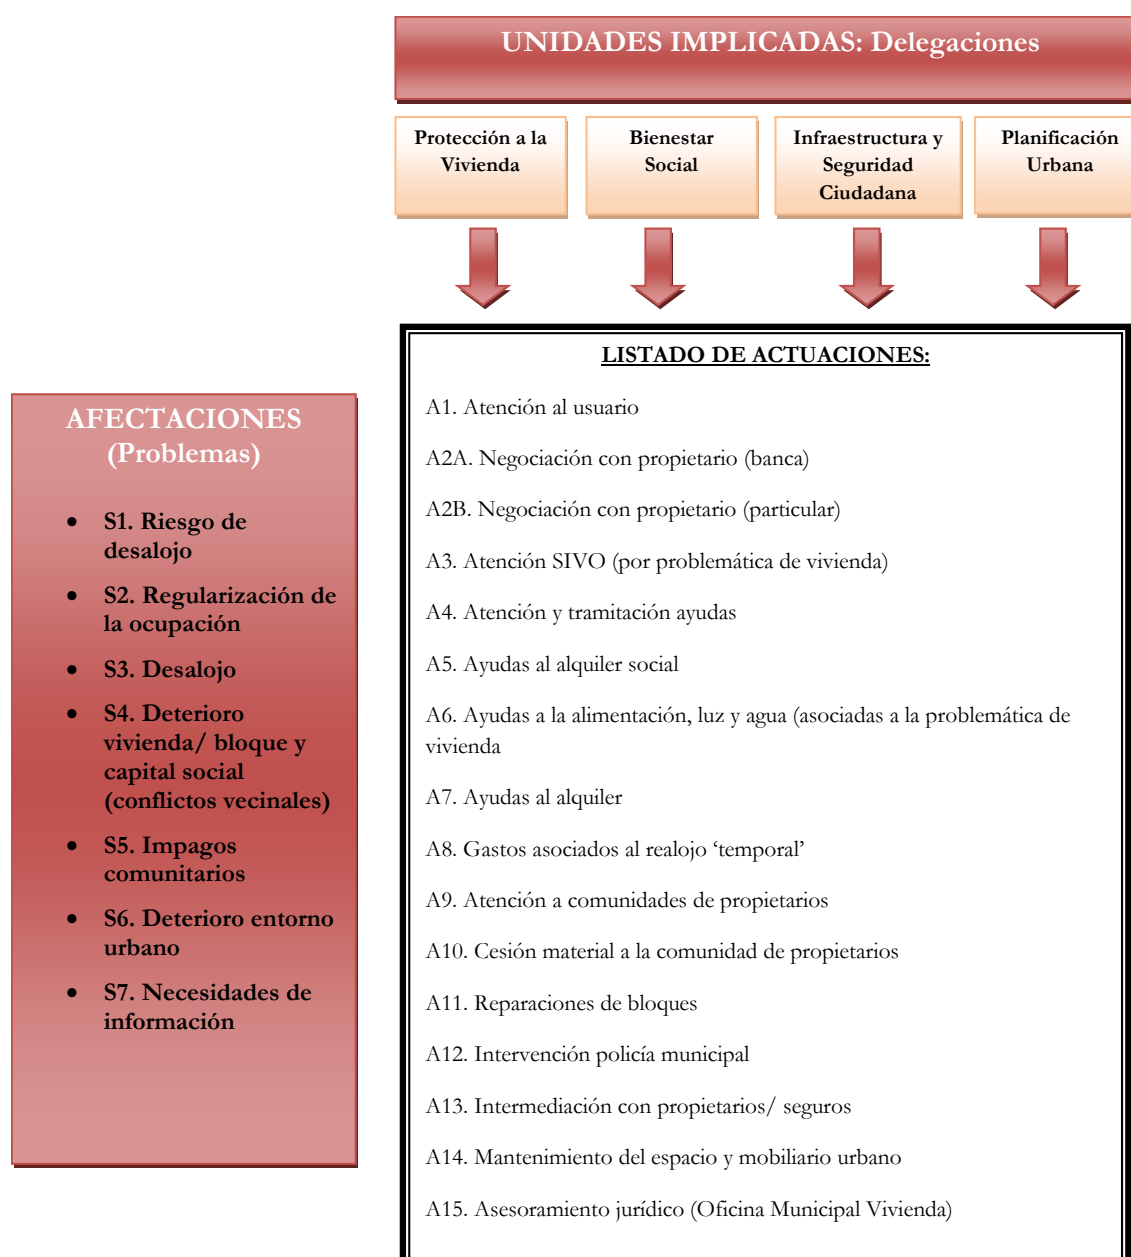 UNIDADES IMPLICADAS: Delegaciones
Protección a la
Vivienda
Bienestar
Social
Infraestructura y
Seguridad
Ciudadana
Planificación
Urbana
AFECTACIONES
(Problemas)
• S1. Riesgo de
desalojo
• S2. Regularización de
la ocupación
• S3. Desalojo
• S4. Deterioro
vivienda/ bloque y
capital social
(conflictos vecinales)
• S5. Impagos
comunitarios
• S6. Deterioro entorno
urbano
• S7. Necesidades de
información
LISTADO DE ACTUACIONES:
A1. Atención al usuario
A2A. Negociación con propietario (banca)
A2B. Negociación con propietario (particular)
A3. Atención SIVO (por problemática de vivienda)
A4. Atención y tramitación ayudas
A5. Ayudas al alquiler social
A6. Ayudas a la alimentación, luz y agua (asociadas a la problemática de
vivienda
A7. Ayudas al alquiler
A8. Gastos asociados al realojo ‘temporal’
A9. Atención a comunidades de propietarios
A10. Cesión material a la comunidad de propietarios
A11. Reparaciones de bloques
A12. Intervención policía municipal
A13. Intermediación con propietarios/ seguros
A14. Mantenimiento del espacio y mobiliario urbano
A15. Asesoramiento jurídico (Oficina Municipal Vivienda)